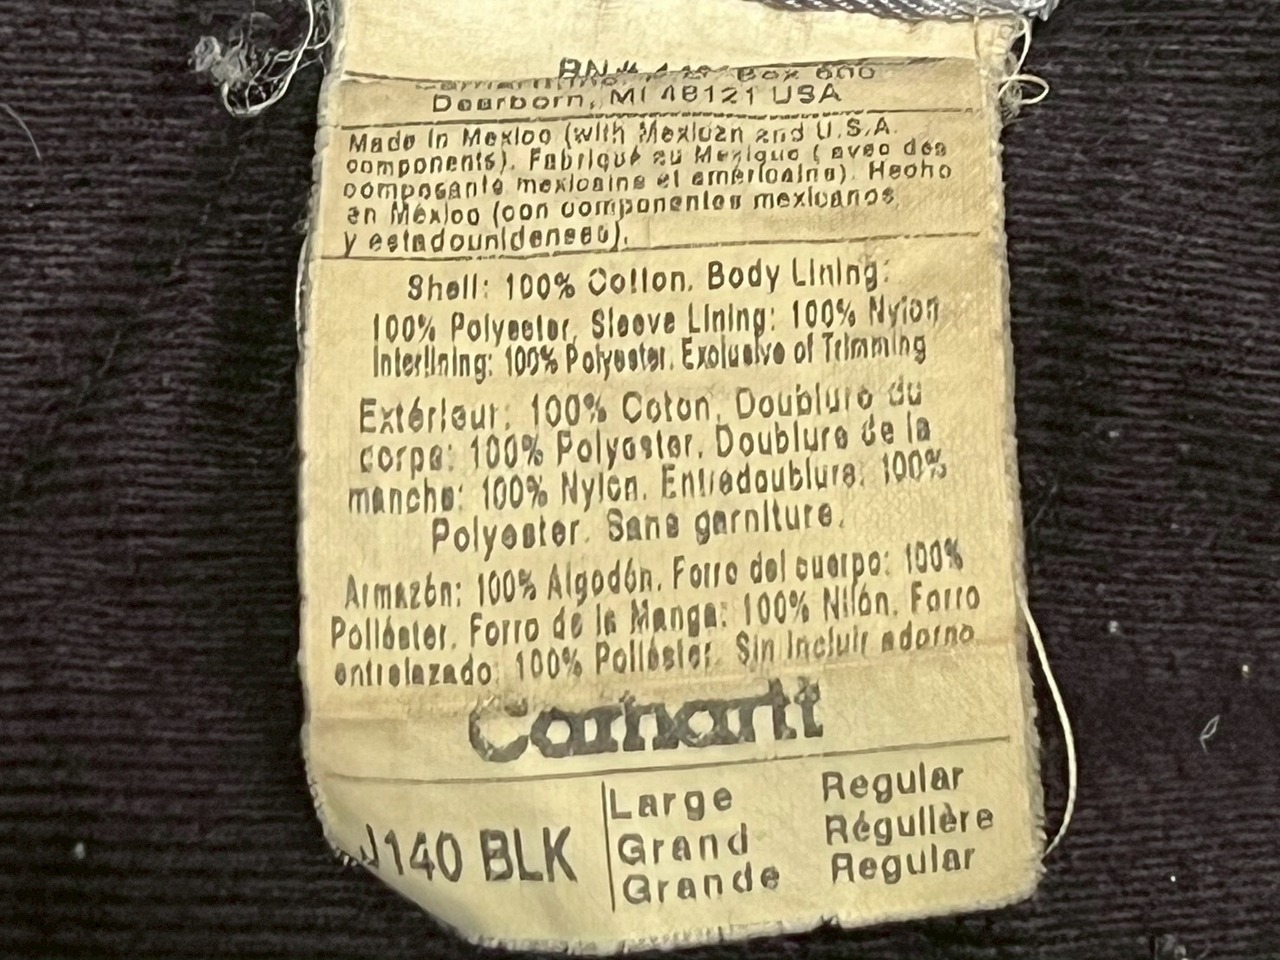 Box 600
Dearborn, MI 48121 USA
Made in Mexico (with Mexican and U.S.A.
components). Fabriqué au Mexique (avec des
composants mexicains et américains). Hecho
en México (con componentes mexicanos
y estadounidenses).
Shell: 100% Cotton. Body Lining:
100% Polyester. Sleeve Lining: 100% Nylon
Interlining: 100% Polyester. Exclusive of Trimming
Extérieur: 100% Coton. Doublure du
corps: 100% Polyester. Doublure de la
manche: 100% Nylon. Entredoublure: 100%
Polyester. Sans garniture.
Armazón: 100% Algodón. Forro del cuerpo: 100%
Poliéster. Forro de la Manga: 100% Nilón. Forro
entrelazado: 100% Poliéster. Sin incluir adorno
Carhartt
J140 BLK
Large Regular
Grand Régulière
Grande Regular